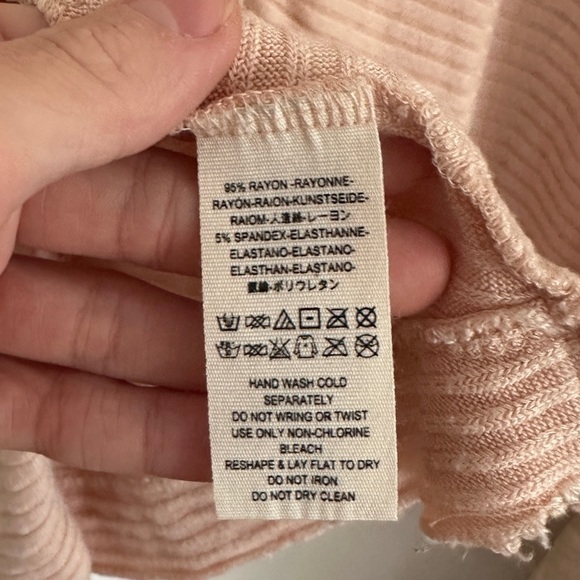 95% RAYON -RAYONNE-
RAYÓN-RAION-KUNSTSEIDE-
RAIOM-人造絲-レーヨン
5% SPANDEX-ELASTHANNE-
ELASTANO-ELASTANO-
ELASTHAN-ELASTANO-
-ポリウレタン
HAND WASH COLD
SEPARATELY
DO NOT WRING OR TWIST
USE ONLY NON-CHLORINE
BLEACH
RESHAPE & LAY FLAT TO DRY
DO NOT IRON
DO NOT DRY CLEAN